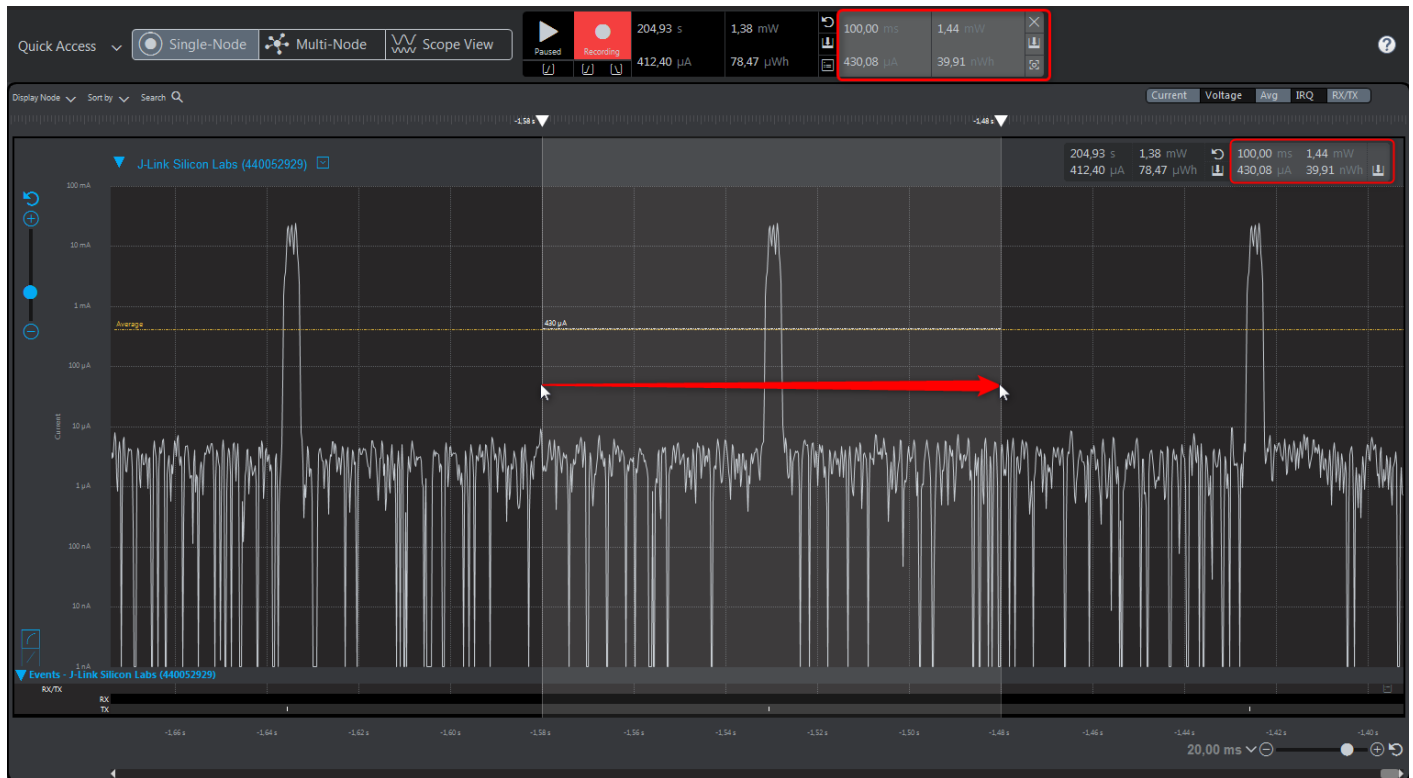 Quick Access
Single-Node
Multi-Node
Scope View
Paused
Recording
204,93 s
1,38 mW
412,40 µA
78,47 µWh
100,00 ms
1,44 mW
430,08 µA
39,91 nWh
?
Display Node
Sort by
Search
Current
Voltage
Avg
IRQ
RX/TX
-1,58 s
-1,48 s
J-Link Silicon Labs (440052929)
204,93 s 1,38 mW
412,40 µA 78,47 µWh
100,00 ms 1,44 mW
430,08 µA 39,91 nWh
100 mA
10 mA
1 mA
Average
430 µA
100 µA
Current
10 µA
1 µA
100 nA
10 nA
1 nA
Events - J-Link Silicon Labs (440052929)
RX/TX
RX
TX
-1,66 s
-1,64 s
-1,62 s
-1,60 s
-1,58 s
-1,56 s
-1,54 s
-1,52 s
-1,50 s
-1,48 s
-1,46 s
-1,44 s
-1,42 s
-1,40 s
20,00 ms